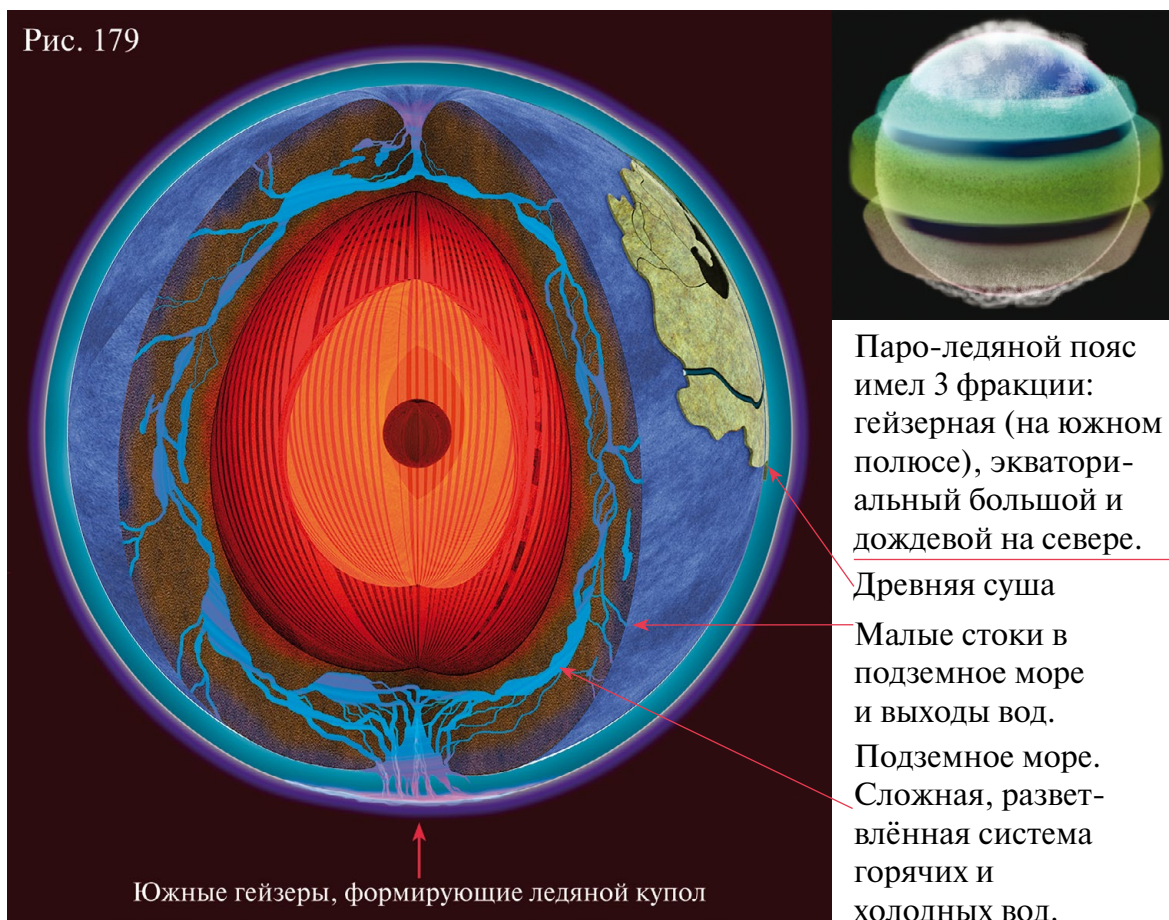 Рис. 179
Паро-ледяной пояс
имел 3 фракции:
гейзерная (на южном
полюсе), экватори-
альный большой и
дождевой на севере.
Древняя суша
Малые стоки в
подземное море
и выходы вод.
Подземное море.
Сложная, развет-
влённая система
горячих и
холодных вод.
Южные гейзеры, формирующие ледяной купол